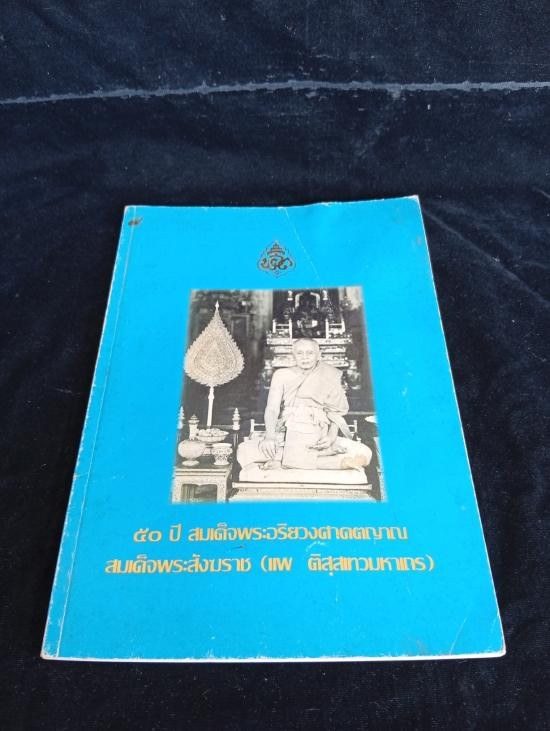 ๕๐ ปี สมเด็จพระอริยวงศาคตญาณ
สมเด็จพระสังฆราช (แพ ติสฺสเทวมหาเถร)